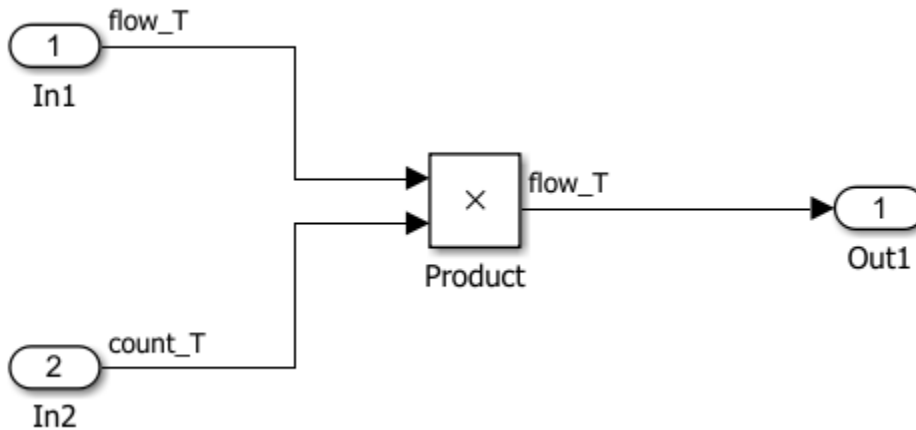 flow_T
1
In1
flow_T
×
Product
1
Out1
count_T
2
In2